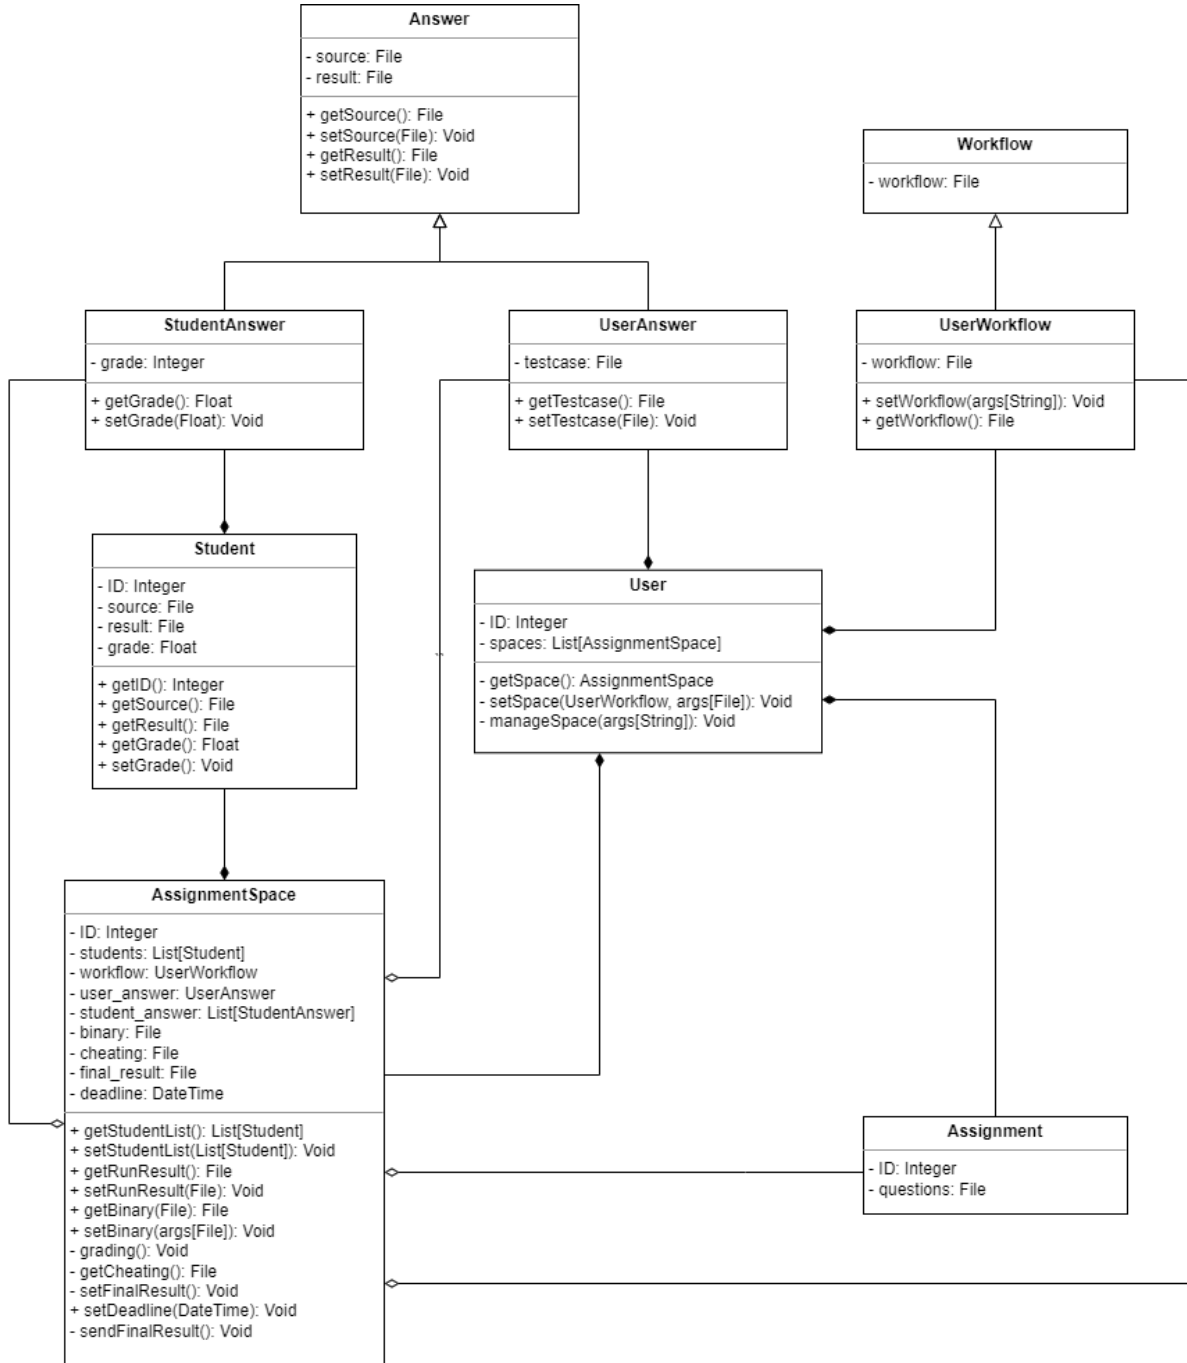 Answer
- source: File
- result: File
+ getSource(): File
+ setSource(File): Void
+ getResult(): File
+ setResult(File): Void
Workflow
- workflow: File
StudentAnswer
- grade: Integer
+ getGrade(): Float
+ setGrade(Float): Void
UserAnswer
- testcase: File
+ getTestcase(): File
+ setTestcase(File): Void
UserWorkflow
- workflow: File
+ setWorkflow(args[String]): Void
+ getWorkflow(): File
Student
- ID: Integer
- source: File
- result: File
- grade: Float
+ getID(): Integer
+ getSource(): File
+ getResult(): File
+ getGrade(): Float
+ setGrade(): Void
User
- ID: Integer
- spaces: List[AssignmentSpace]
- getSpace(): AssignmentSpace
- setSpace(UserWorkflow, args[File]): Void
- manageSpace(args[String]): Void
AssignmentSpace
- ID: Integer
- students: List[Student]
- workflow: UserWorkflow
- user_answer: UserAnswer
- student_answer: List[StudentAnswer]
- binary: File
- cheating: File
- final_result: File
- deadline: DateTime
+ getStudentList(): List[Student]
+ setStudentList(List[Student]): Void
+ getRunResult(): File
+ setRunResult(File): Void
+ getBinary(File): File
+ setBinary(args[File]): Void
- grading(): Void
- getCheating(): File
- setFinalResult(): Void
+ setDeadline(DateTime): Void
- sendFinalResult(): Void
Assignment
- ID: Integer
- questions: File